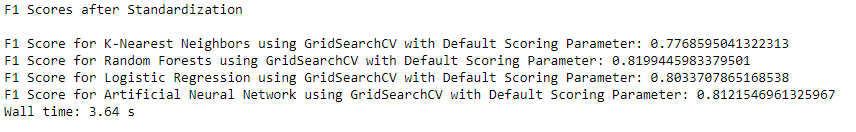 F1 Scores after Standardization
F1 Score for K-Nearest Neighbors using GridSearchCV with Default Scoring Parameter: 0.7768595041322313
F1 Score for Random Forests using GridSearchCV with Default Scoring Parameter: 0.8199445983379501
F1 Score for Logistic Regression using GridSearchCV with Default Scoring Parameter: 0.8033707865168538
F1 Score for Artificial Neural Network using GridSearchCV with Default Scoring Parameter: 0.8121546961325967
Wall time: 3.64 s